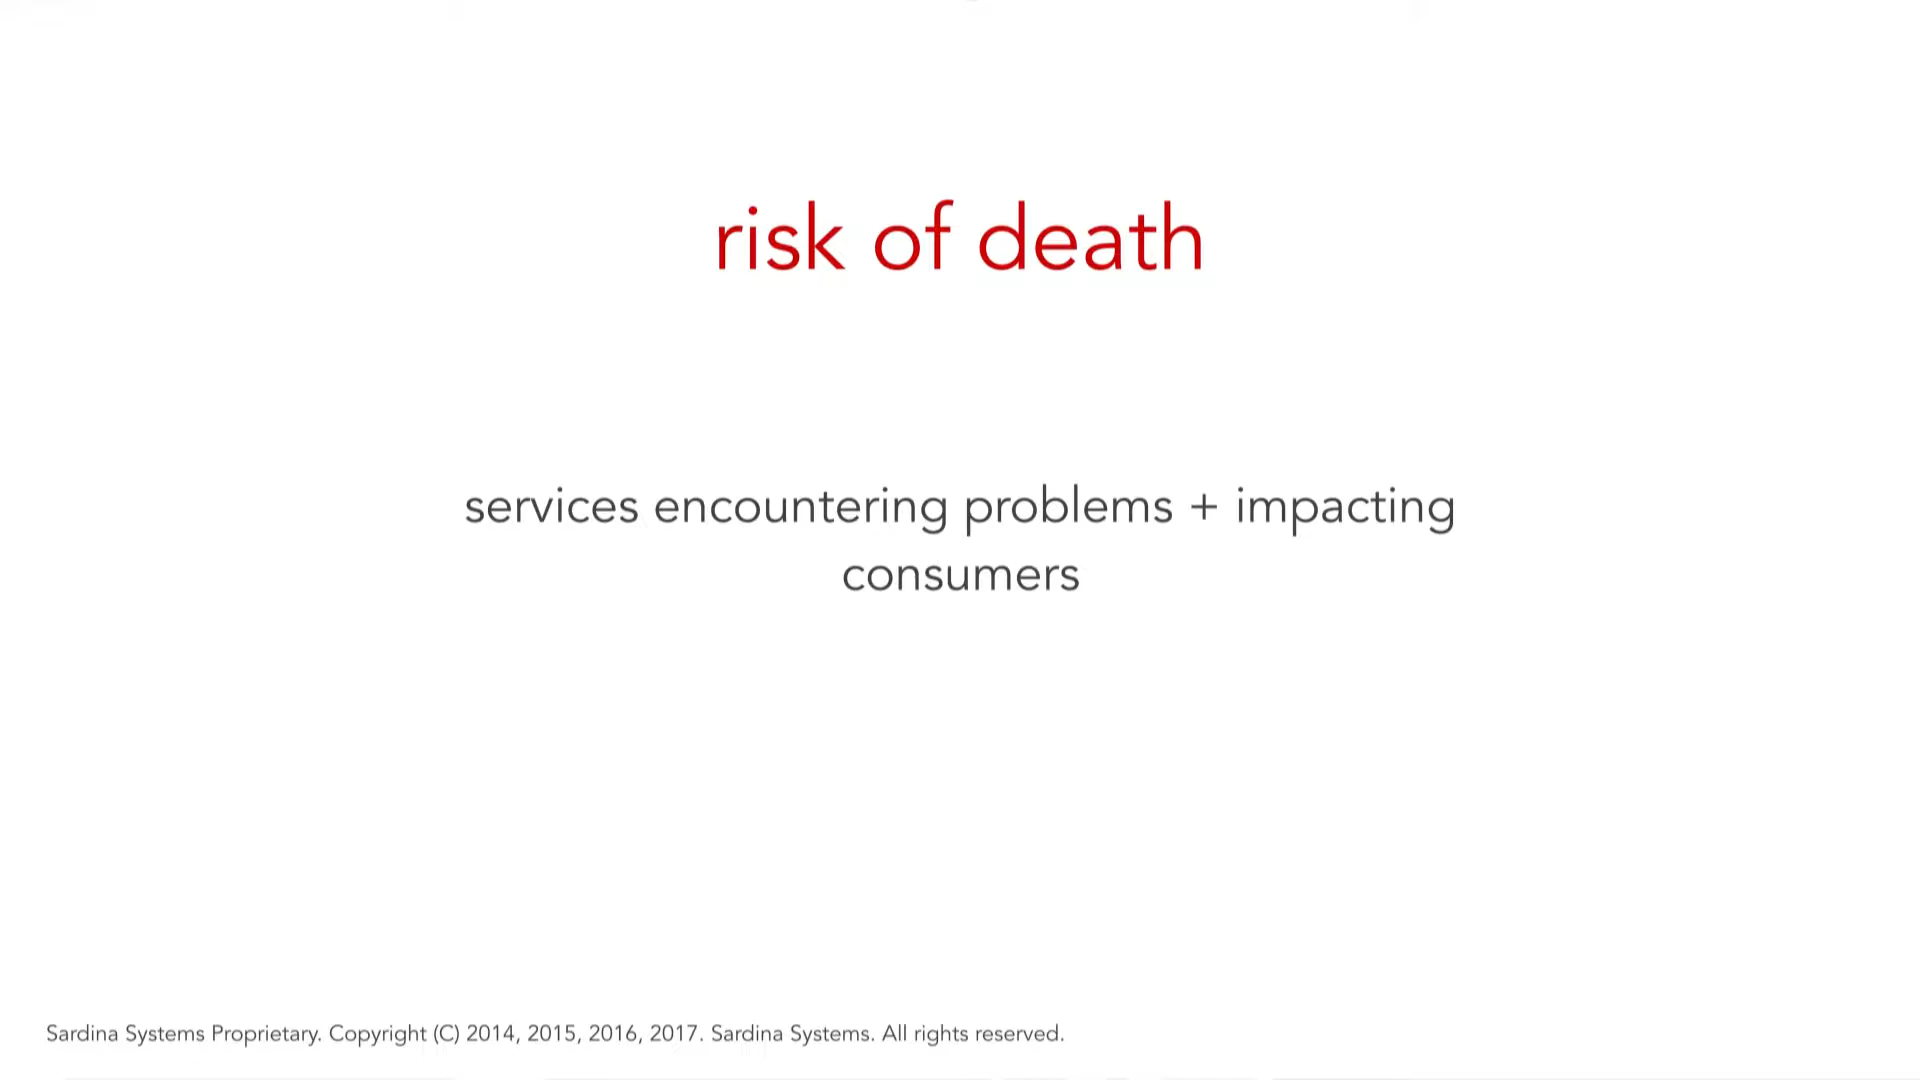 risk of death
services encountering problems + impacting
consumers
Sardina Systems Proprietary. Copyright (C) 2014, 2015, 2016, 2017. Sardina Systems. All rights reserved.